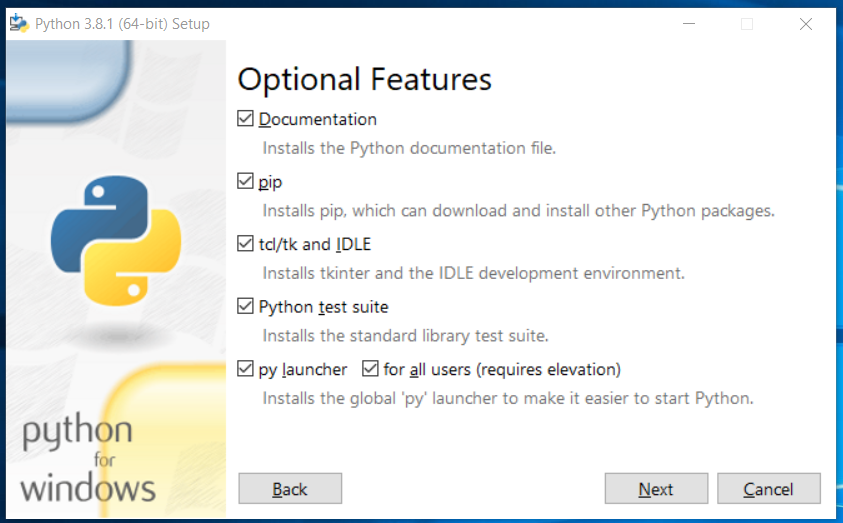 Python 3.8.1 (64-bit) Setup
Optional Features
Documentation
Installs the Python documentation file.
pip
Installs pip, which can download and install other Python packages.
tcl/tk and IDLE
Installs tkinter and the IDLE development environment.
Python test suite
Installs the standard library test suite.
py launcher for all users (requires elevation)
Installs the global 'py' launcher to make it easier to start Python.
python
for
windows
Back Next Cancel